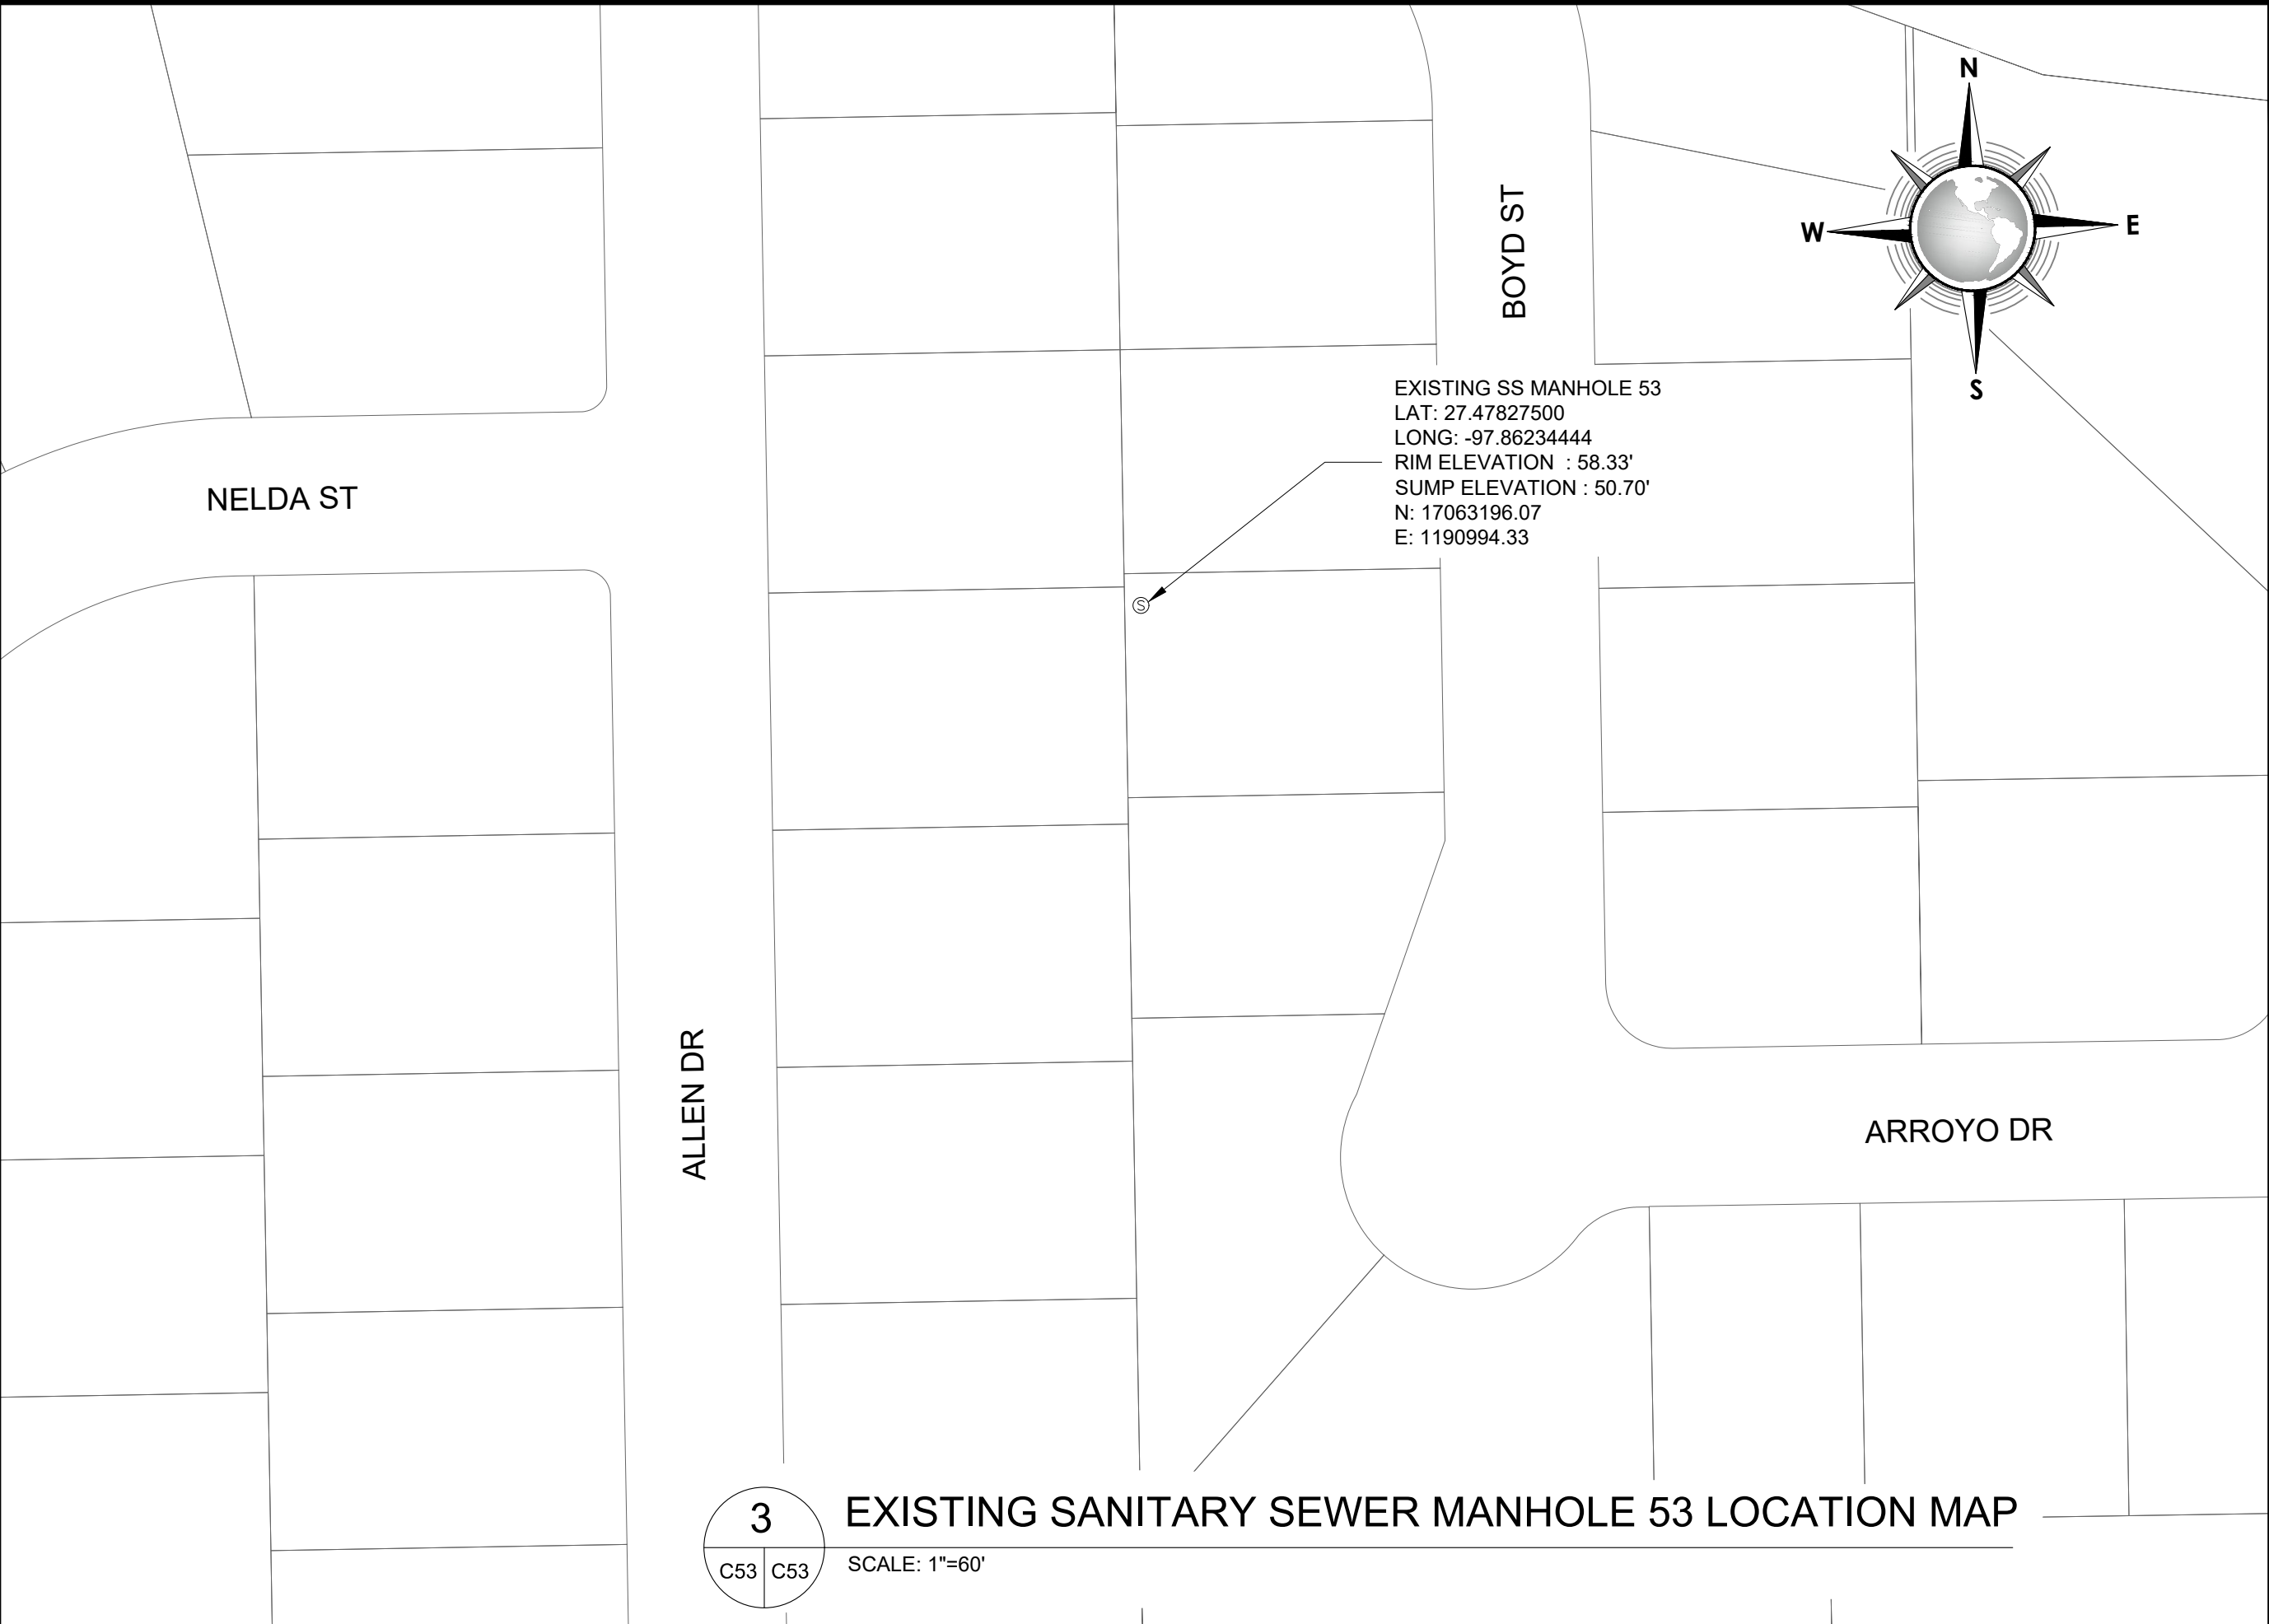 N
W
E
S
BOYD ST
EXISTING SS MANHOLE 53
LAT: 27.47827500
LONG: -97.86234444
RIM ELEVATION : 58.33'
SUMP ELEVATION : 50.70'
N: 17063196.07
E: 1190994.33
NELDA ST
S
ALLEN DR
ARROYO DR
3
C53 C53
EXISTING SANITARY SEWER MANHOLE 53 LOCATION MAP
SCALE: 1"=60'